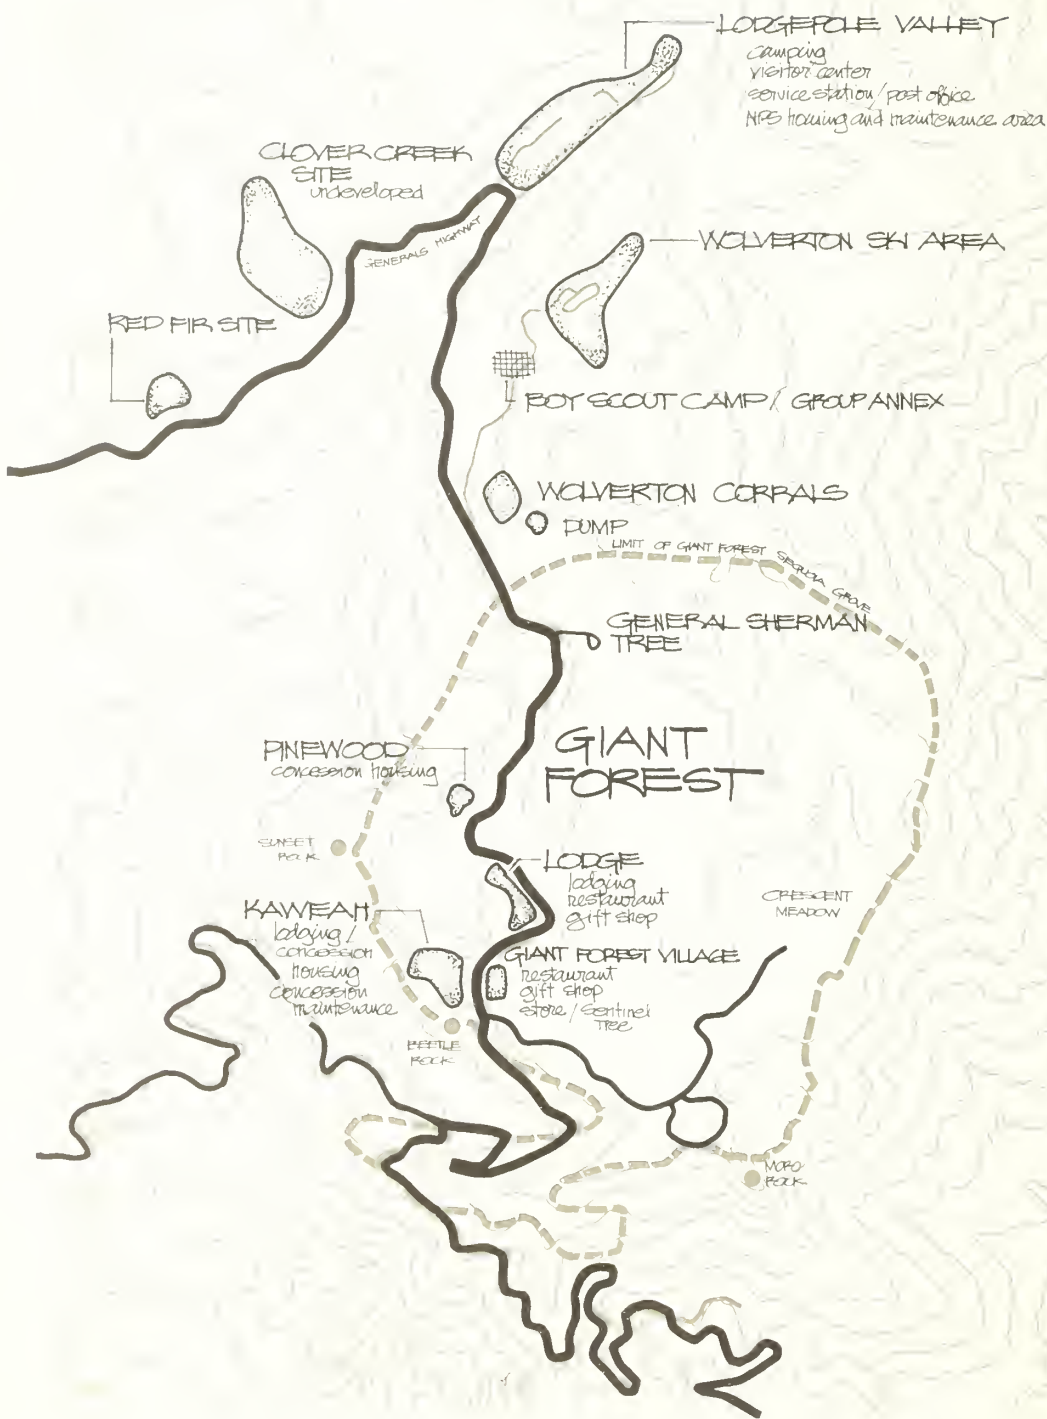 LODGEPOLE VALLEY
camping
visitor center
service station/post office
NPS housing and maintenance area
CLOVER CREEK
SITE
undeveloped
GENERALS HIGHWAY
WOLVERTON SKI AREA
RED FIR SITE
BOY SCOUT CAMP/GROUP ANNEX
WOLVERTON CORRALS
DUMP
LIMIT OF GIANT FOREST SEQUOIA GROVE
GENERAL SHERMAN
TREE
GIANT
FOREST
PINEWOOD
concession housing
SUNSET
ROCK
LODGE
lodging
restaurant
gift shop
CRESCENT
MEADOW
KAWEAH
lodging/
concession
housing
concession
maintenance
GIANT FOREST VILLAGE
restaurant
gift shop
store/Sentinel
Tree
BEETLE
ROCK
MORO
ROCK